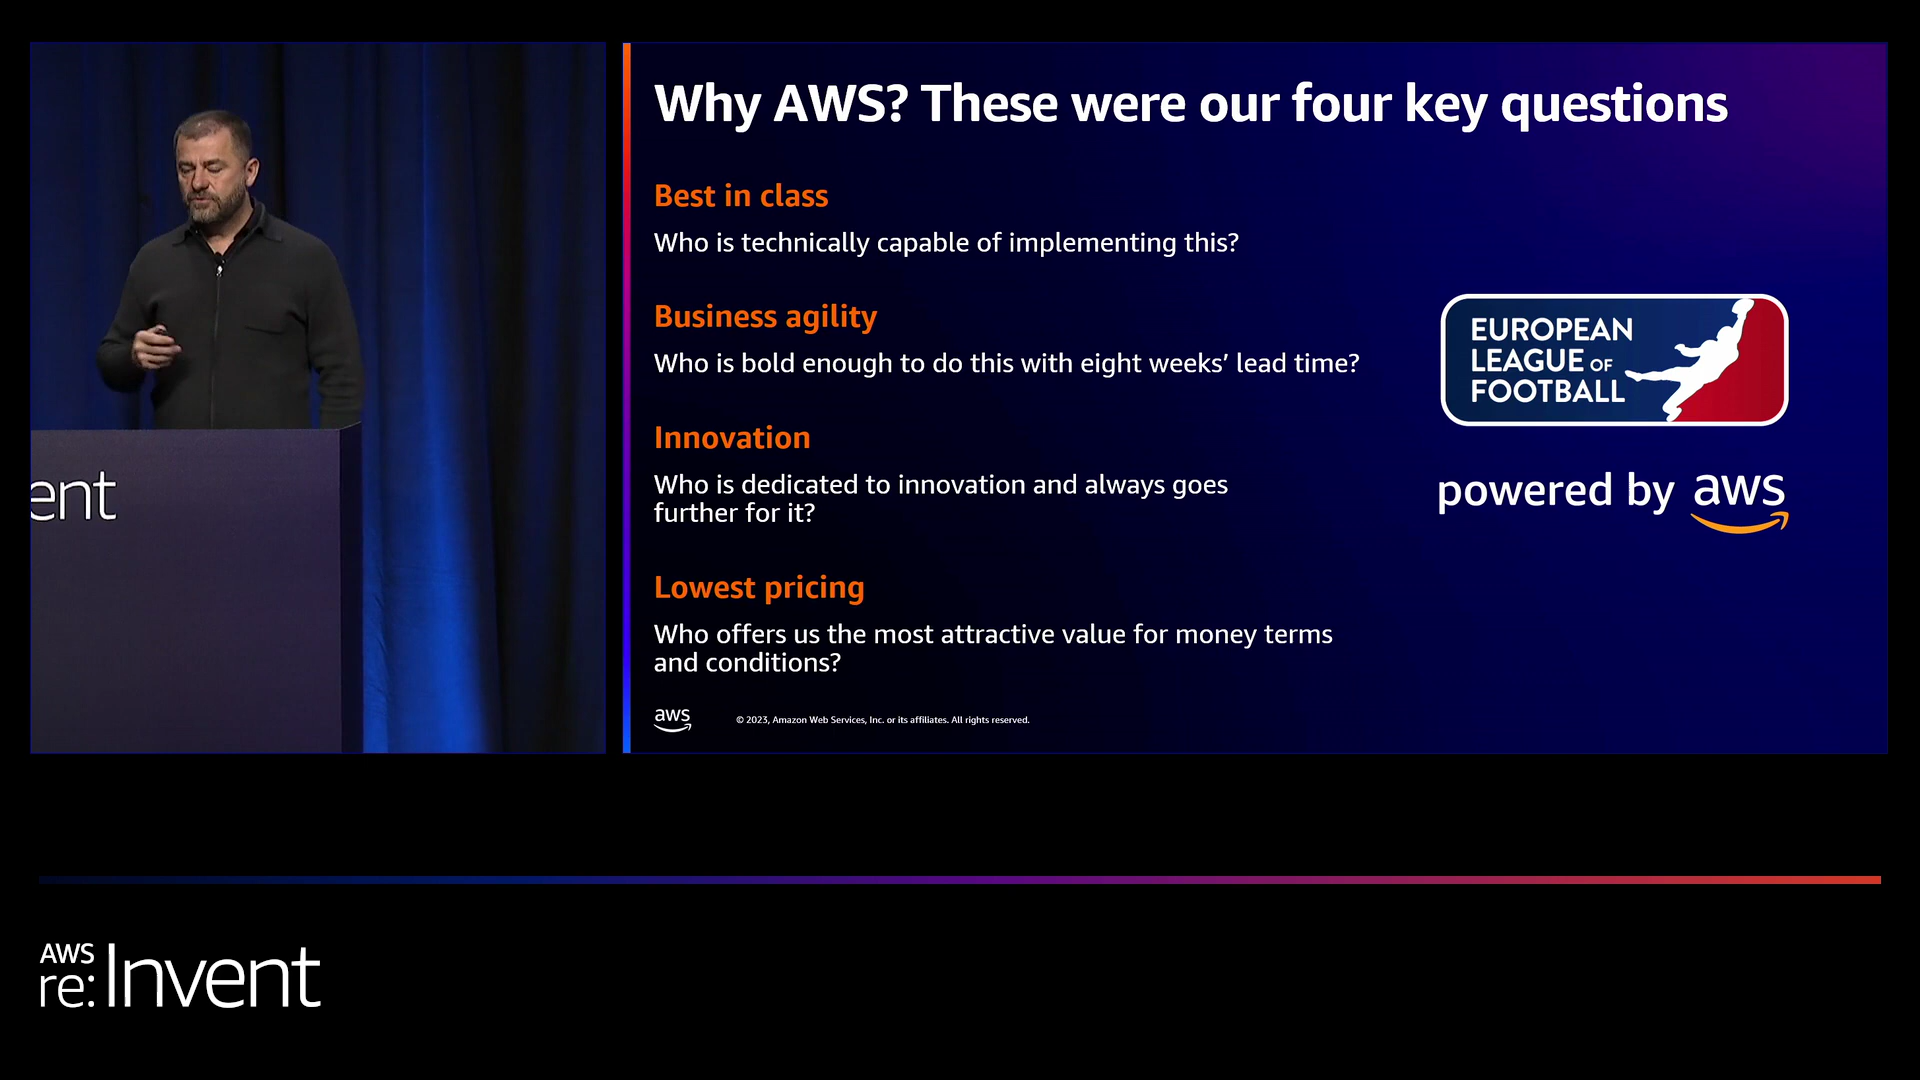 Why AWS? These were our four key questions
Best in class
Who is technically capable of implementing this?
Business agility
Who is bold enough to do this with eight weeks’ lead time?
Innovation
Who is dedicated to innovation and always goes
further for it?
Lowest pricing
Who offers us the most attractive value for money terms
and conditions?
EUROPEAN
LEAGUE OF
FOOTBALL
powered by aws
aws
© 2023, Amazon Web Services, Inc. or its affiliates. All rights reserved.
ent
AWS
re:Invent